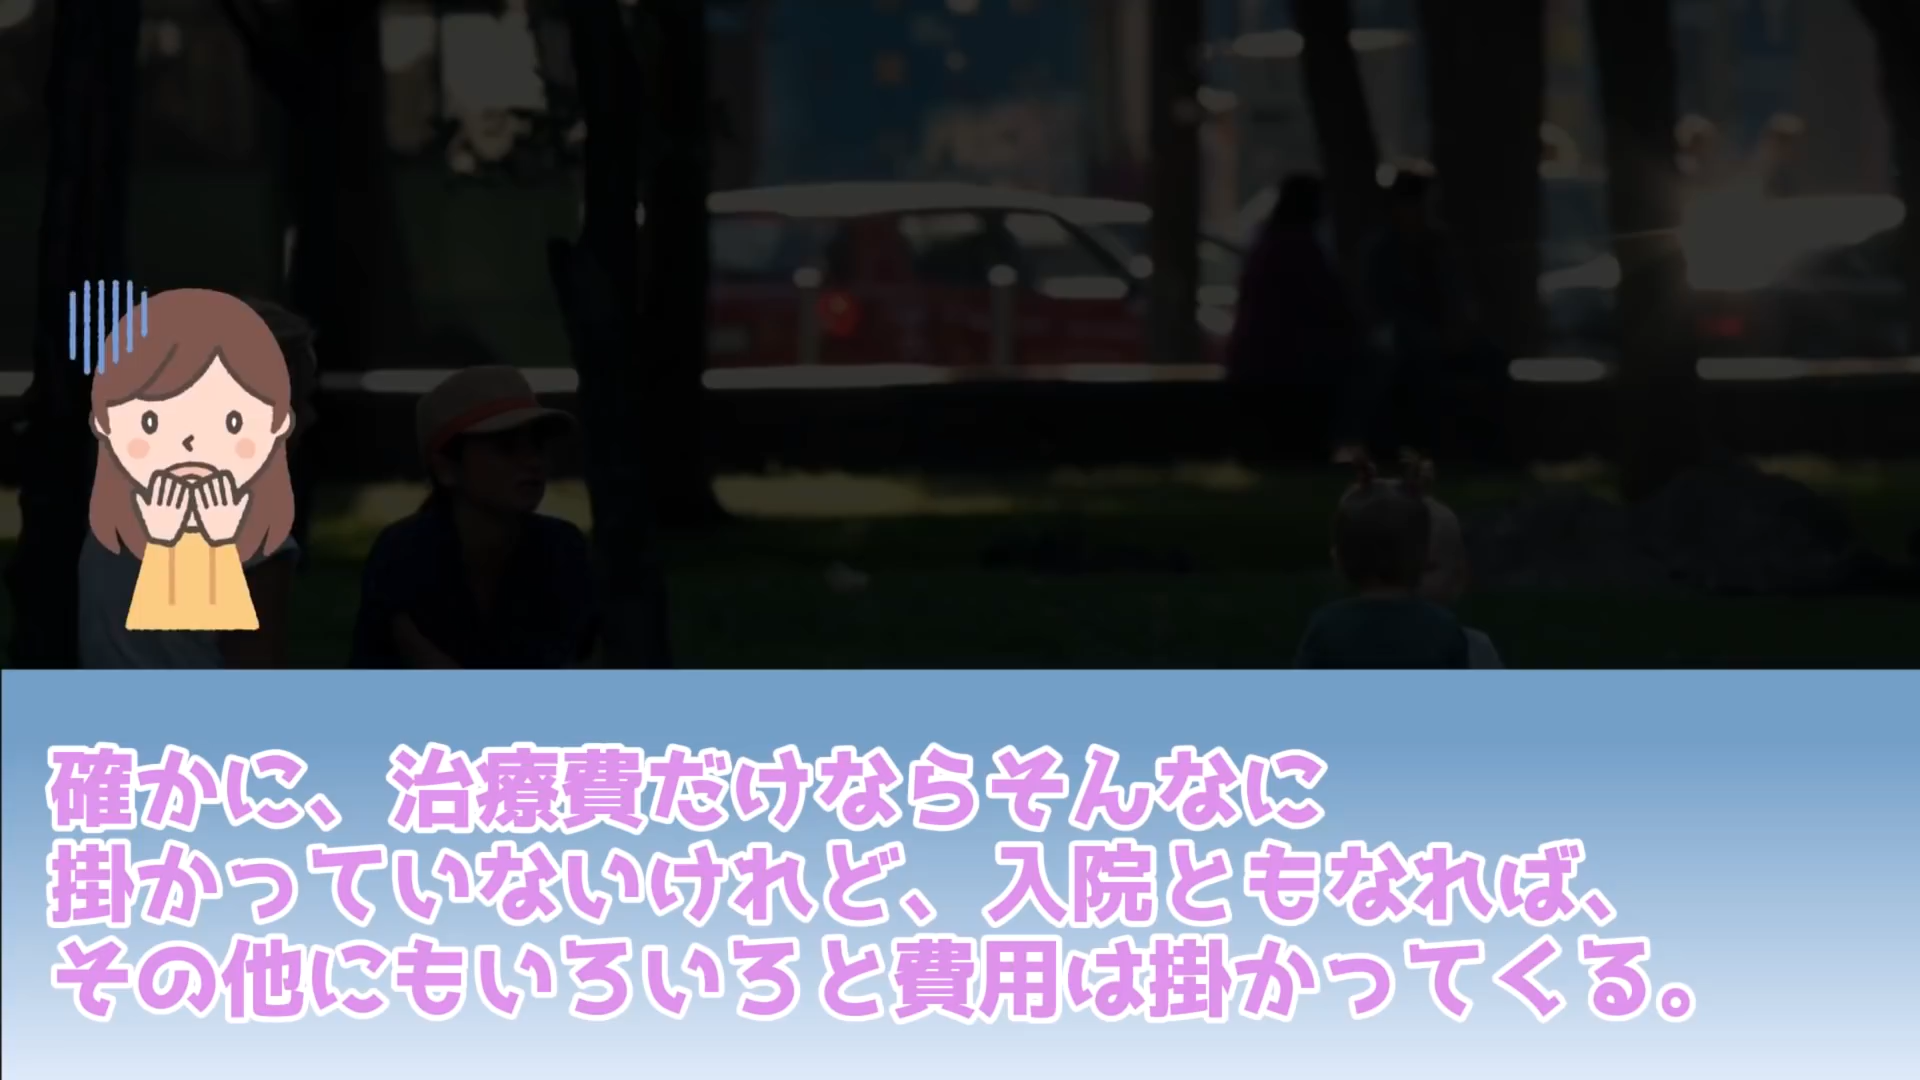 確かに、治療費だけならそんなに
掛かっていないけれど、入院ともなれば、
その他にもいろいろと費用は掛かってくる。